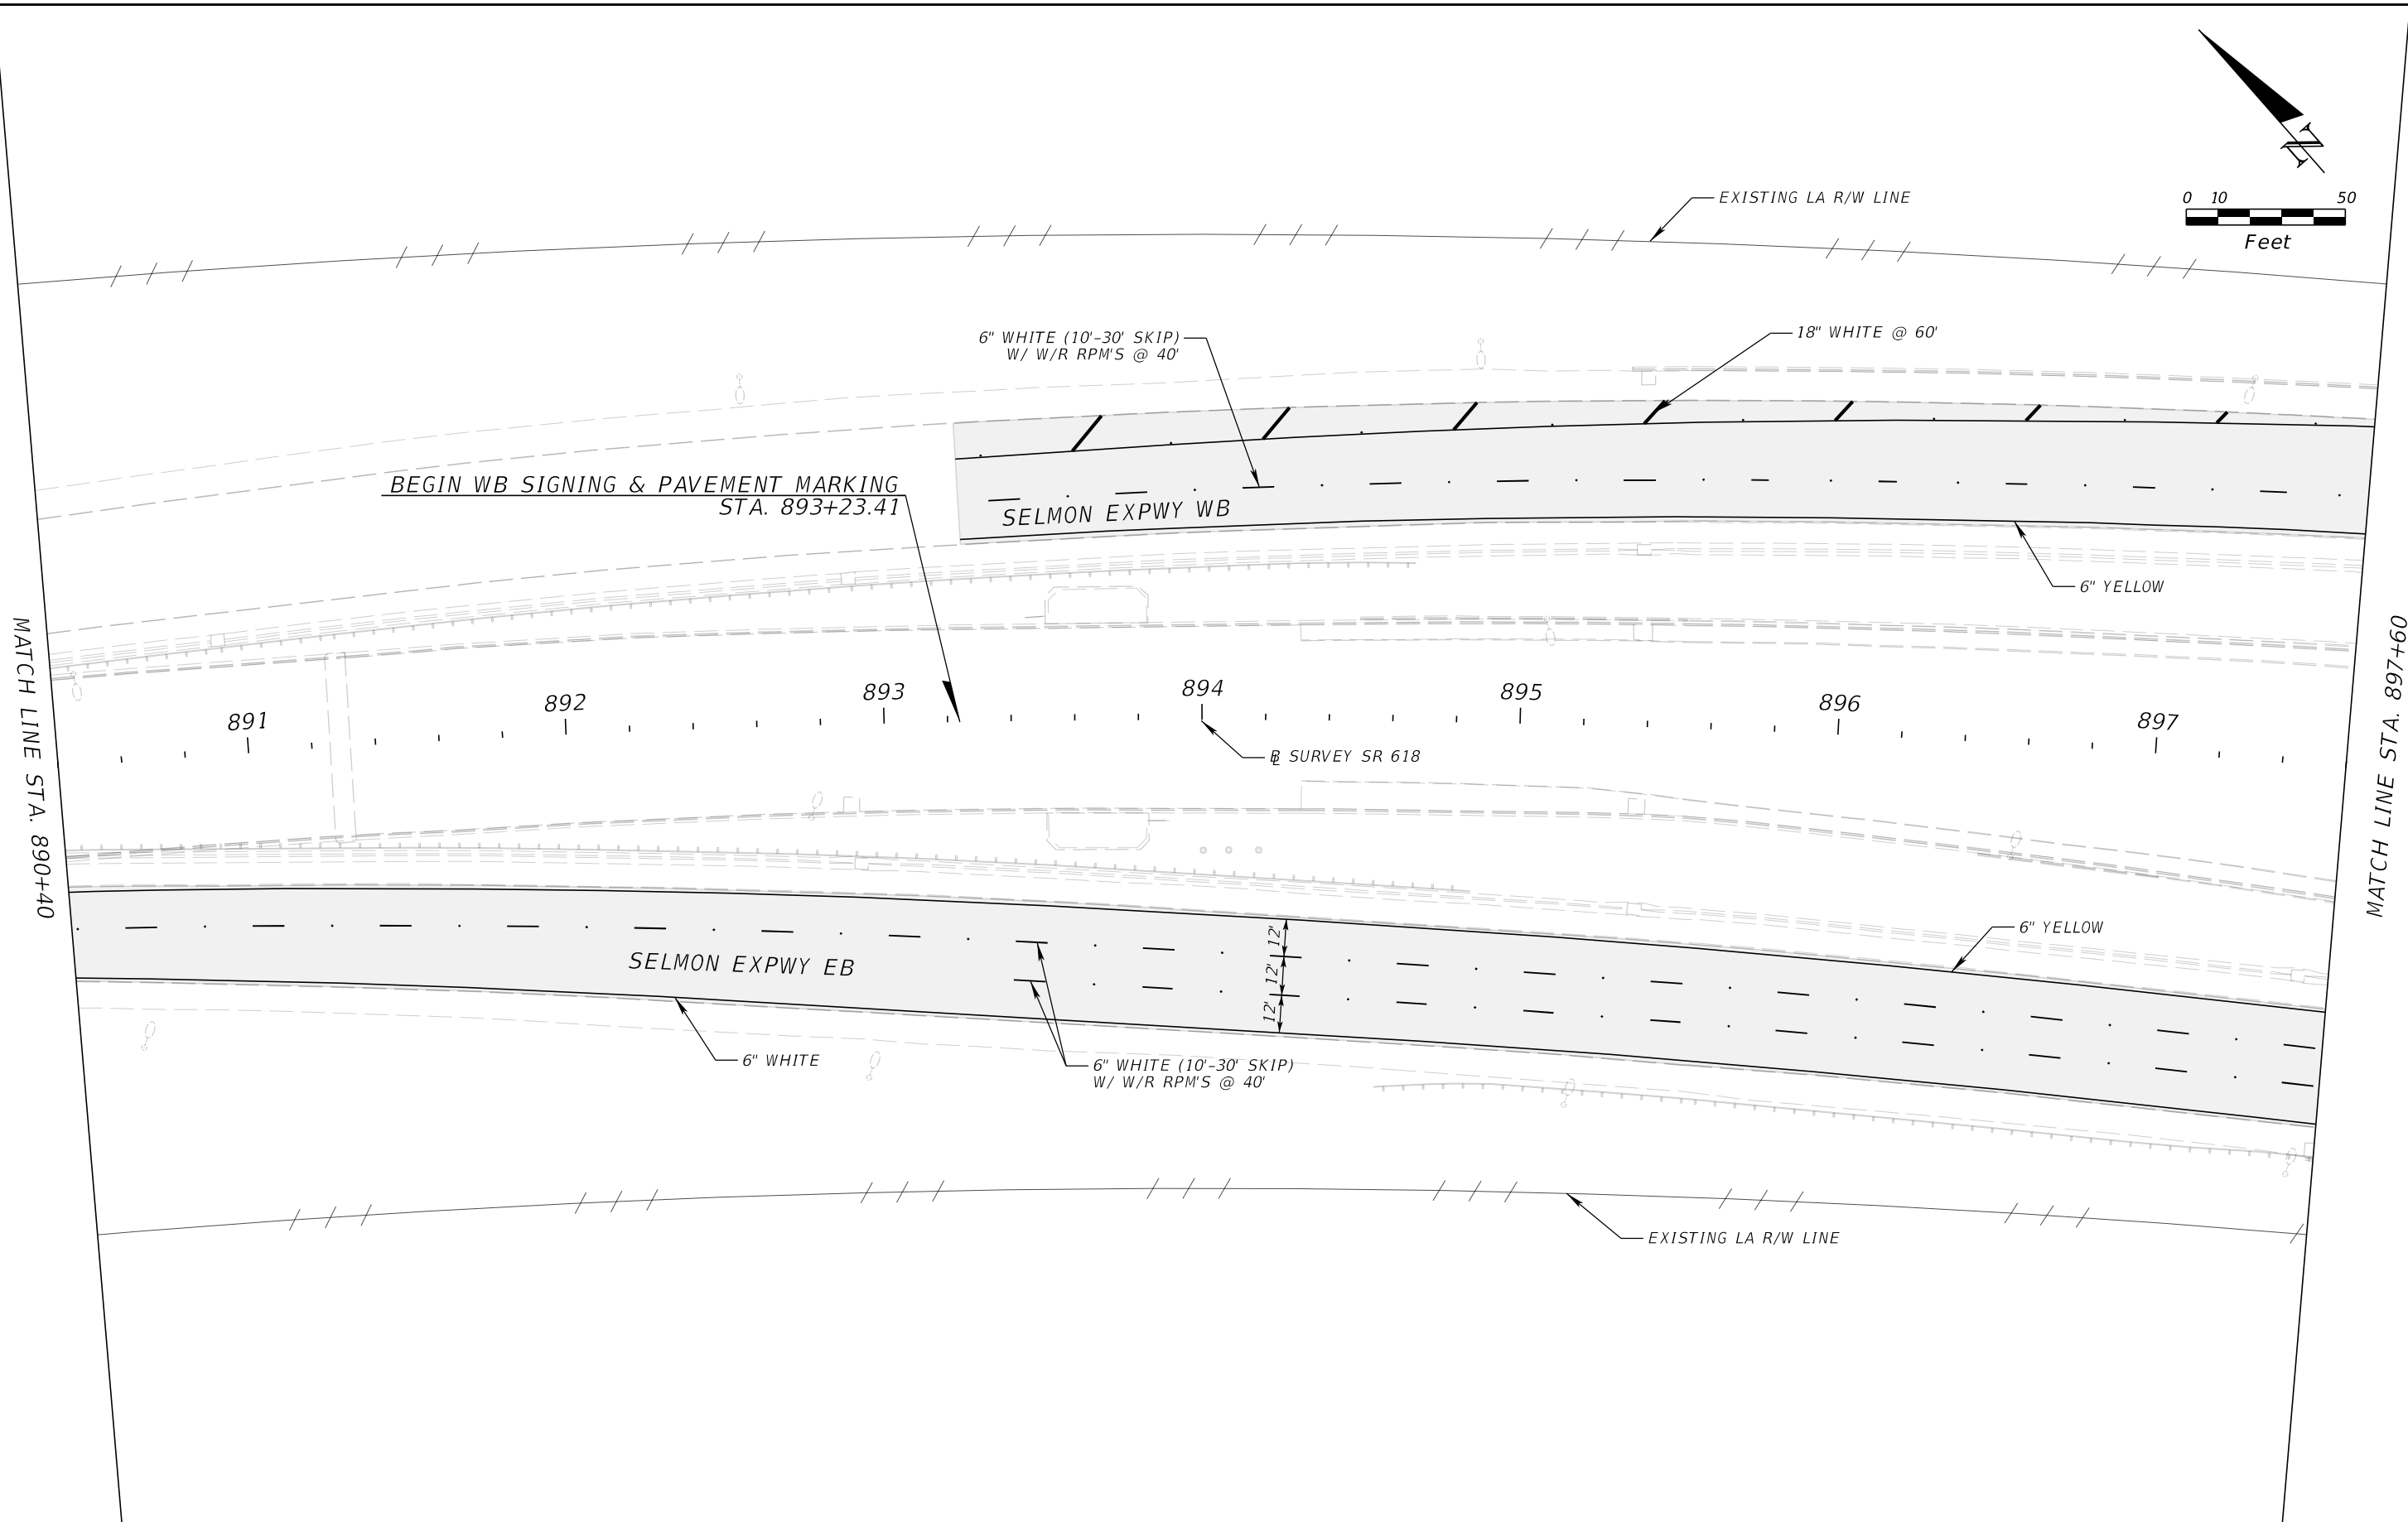 N
0 10 50
Feet
EXISTING LA R/W LINE
6" WHITE (10'-30' SKIP)
W/ W/R RPM'S @ 40'
18" WHITE @ 60'
BEGIN WB SIGNING & PAVEMENT MARKING
STA. 893+23.41
SELMON EXPWY WB
6" YELLOW
MATCH LINE STA. 890+40
891
892
893
894
895
896
897
MATCH LINE STA. 897+60
℄ SURVEY SR 618
SELMON EXPWY EB
12'
12'
12'
6" YELLOW
6" WHITE
6" WHITE (10'-30' SKIP)
W/ W/R RPM'S @ 40'
EXISTING LA R/W LINE